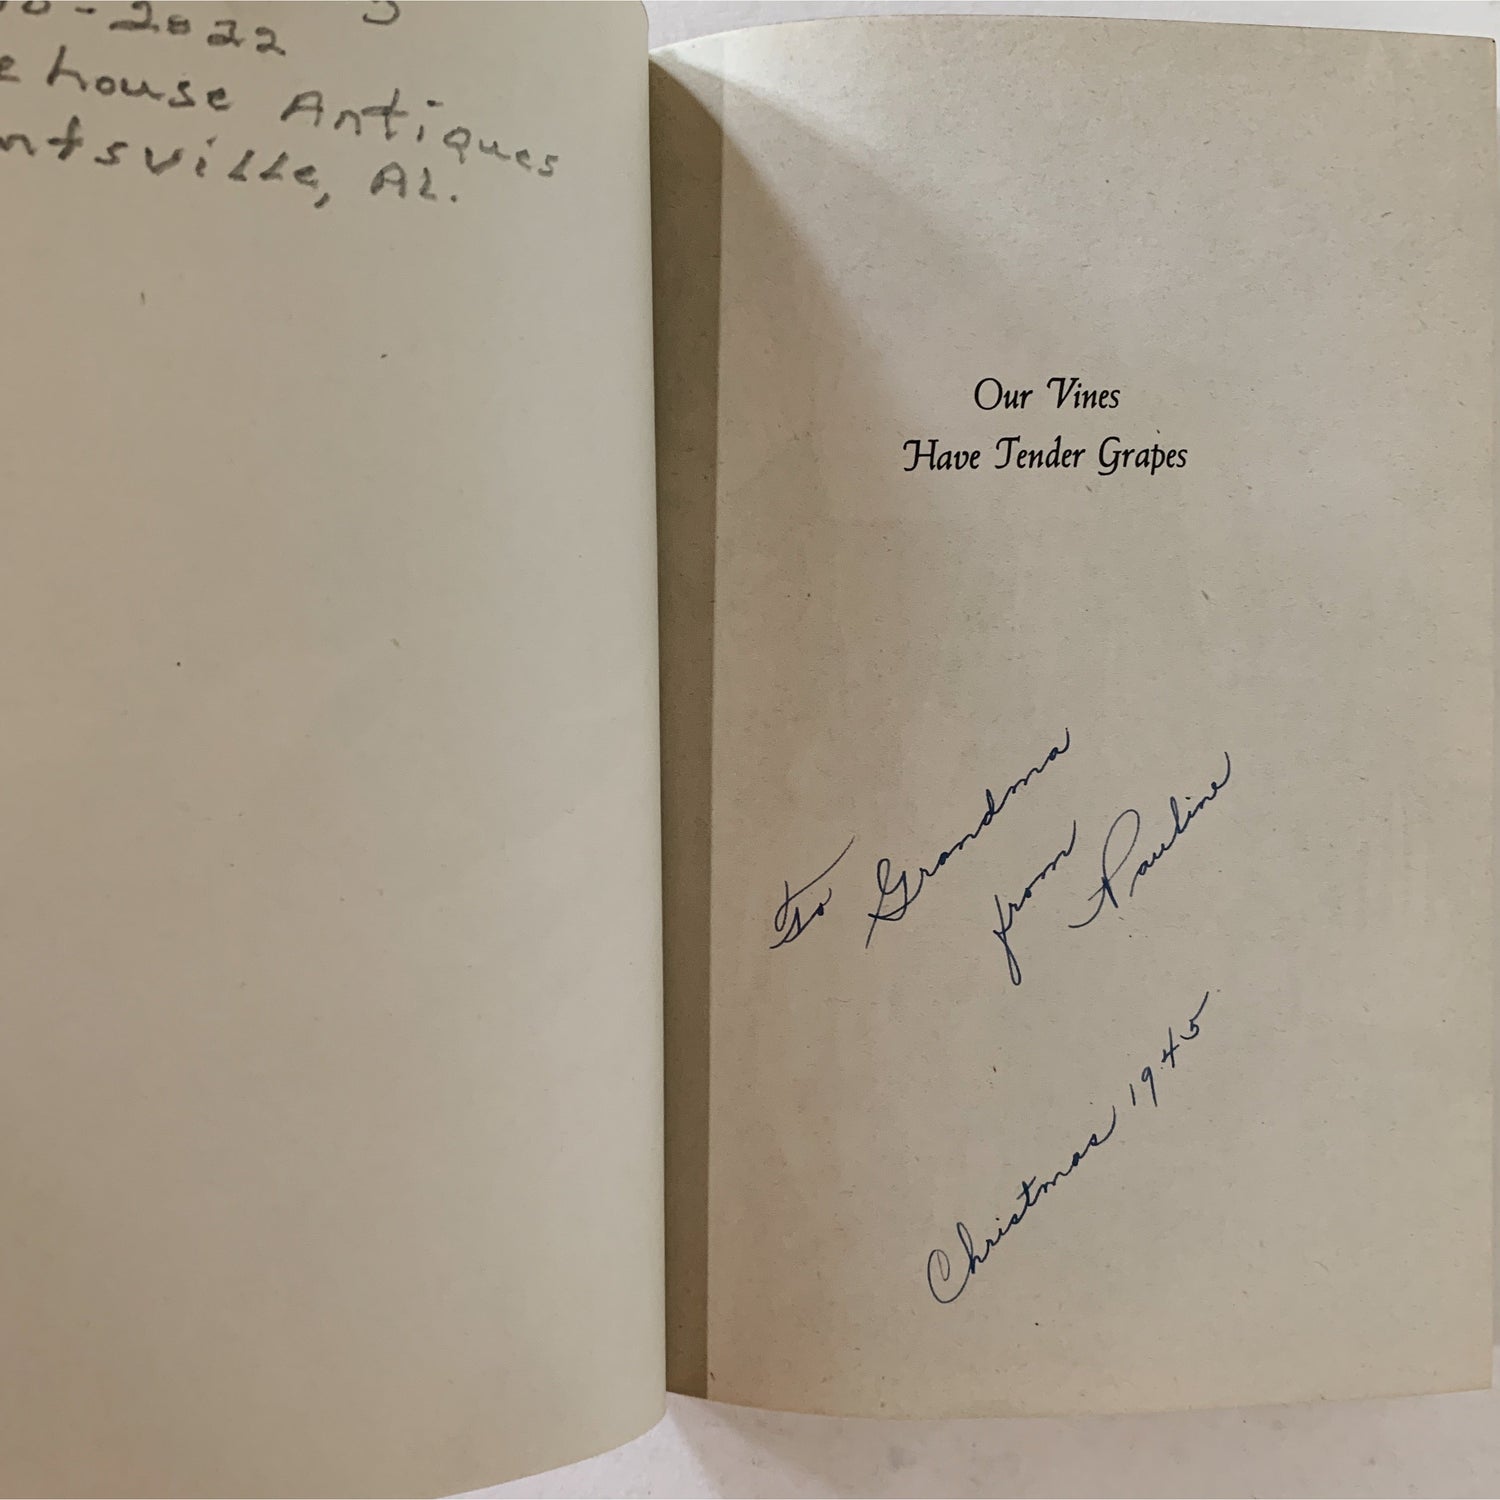 -2022
house Antiques
ntsville, AL.
Our Vines
Have Tender Grapes
To Grandma
from Pauline
Christmas 1945